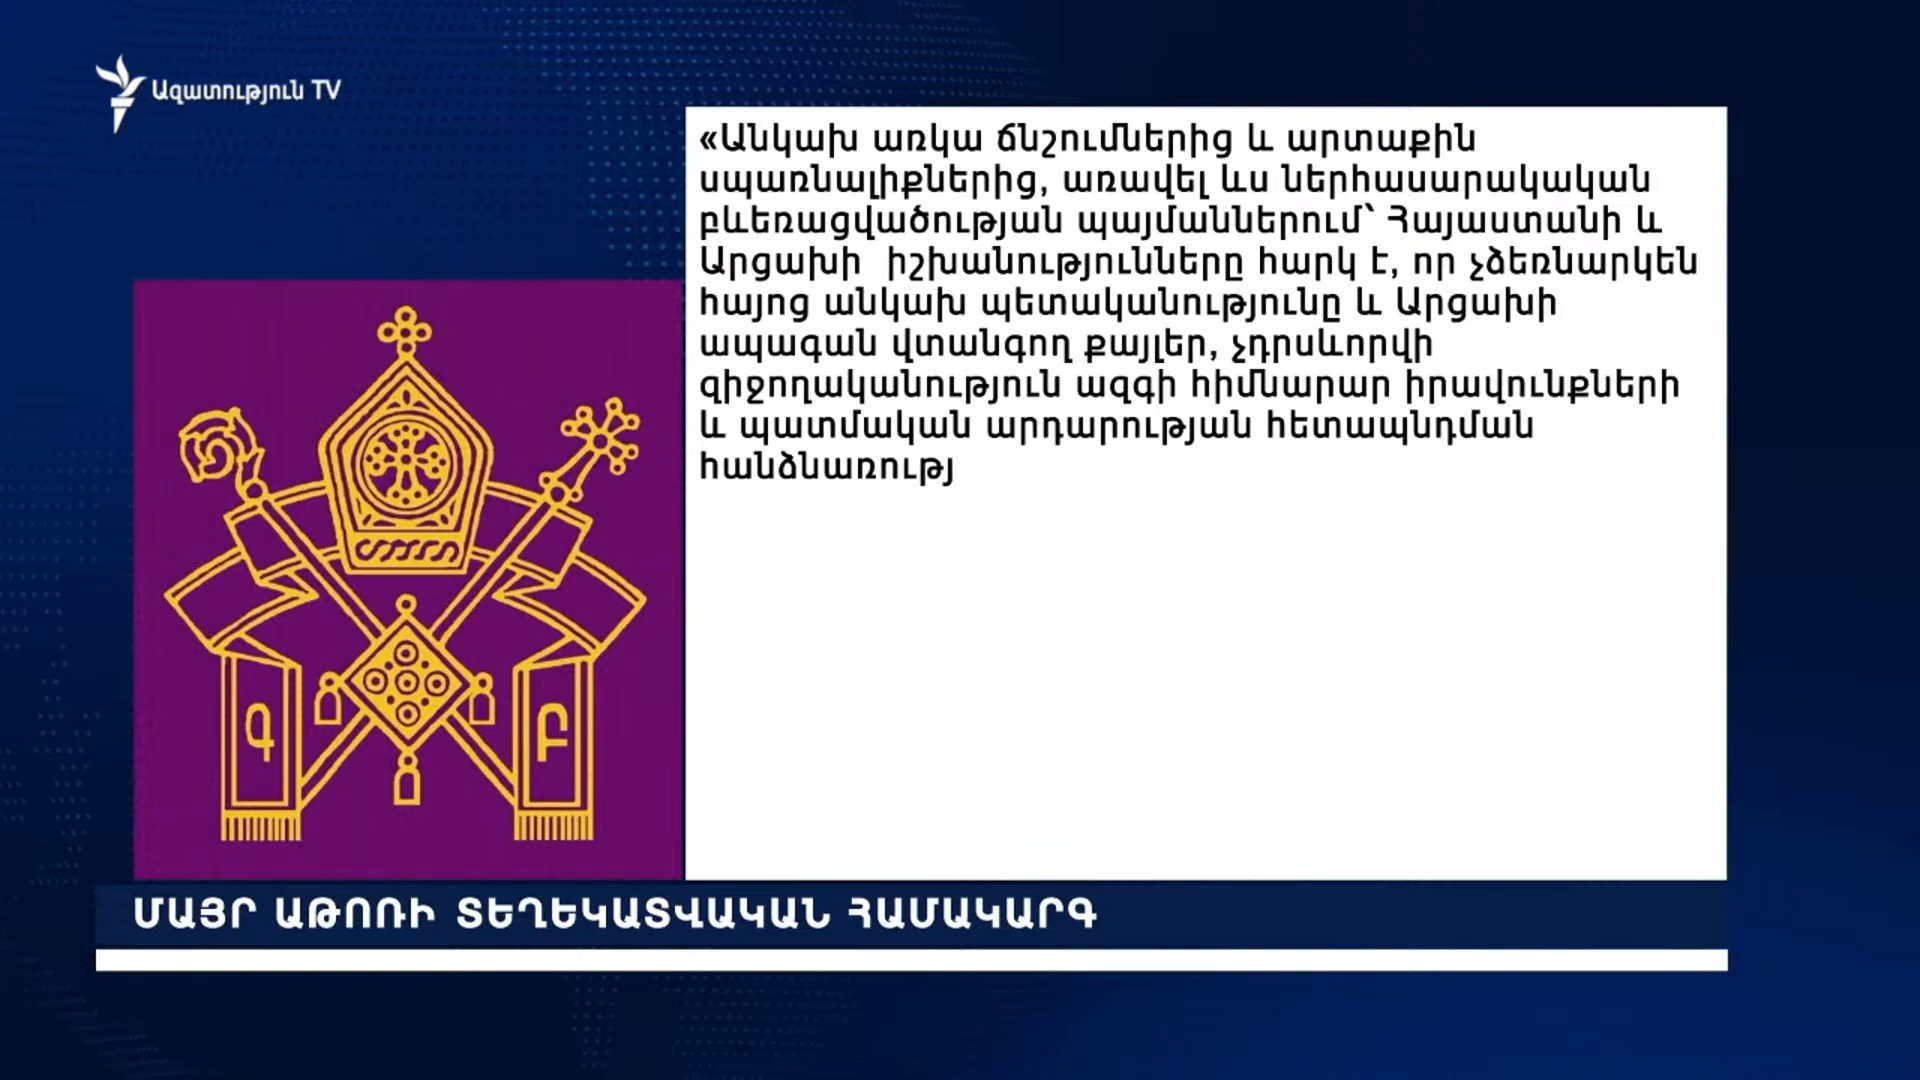 Ազատություն TV
«Անկախ առկա ճնշումներից և արտաքին
սպառնալիքներից, առավել ևս ներհասարակական
բևեռացվածության պայմաններում՝ Հայաստանի և
Արցախի իշխանությունները հարկ է, որ չձեռնարկեն
հայոց անկախ պետականությունը և Արցախի
ապագան վտանգող քայլեր, չդրսևորվի
զիջողականություն ազգի հիմնարար իրավունքների
և պատմական արդարության հետապնդման
հանձնառությ
Գ
Բ
ՄԱՅՐ ԱԹՈՌԻ ՏԵՂԵԿԱՏՎԱԿԱՆ ՀԱՄԱԿԱՐԳ